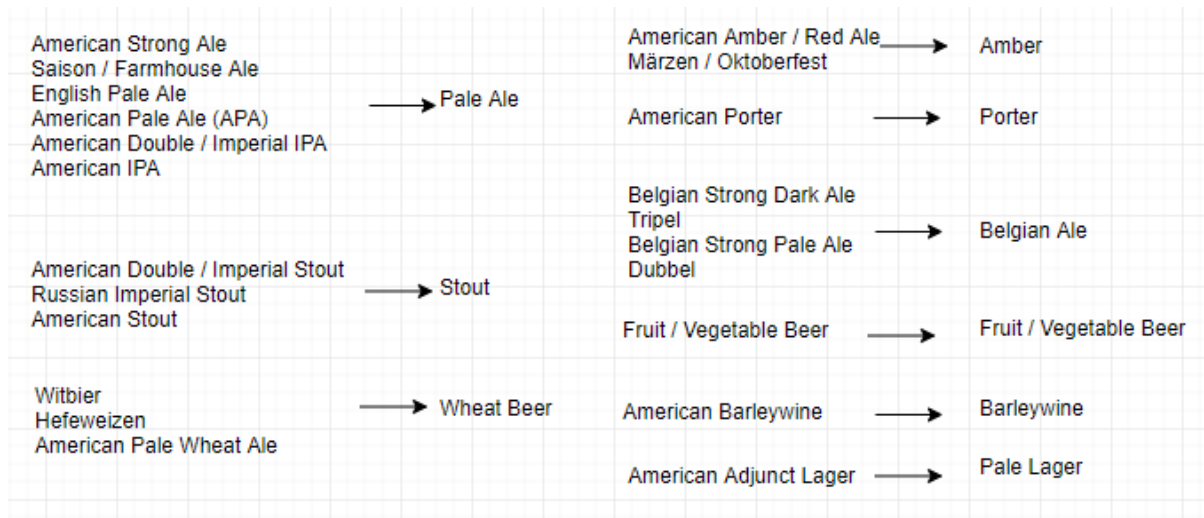 American Strong Ale
Saison / Farmhouse Ale
English Pale Ale
American Pale Ale (APA)
American Double / Imperial IPA
American IPA
Pale Ale
American Double / Imperial Stout
Russian Imperial Stout
American Stout
Stout
Witbier
Hefeweizen
American Pale Wheat Ale
Wheat Beer
American Amber / Red Ale
Märzen / Oktoberfest
Amber
American Porter
Porter
Belgian Strong Dark Ale
Tripel
Belgian Strong Pale Ale
Dubbel
Belgian Ale
Fruit / Vegetable Beer
Fruit / Vegetable Beer
American Barleywine
Barleywine
American Adjunct Lager
Pale Lager